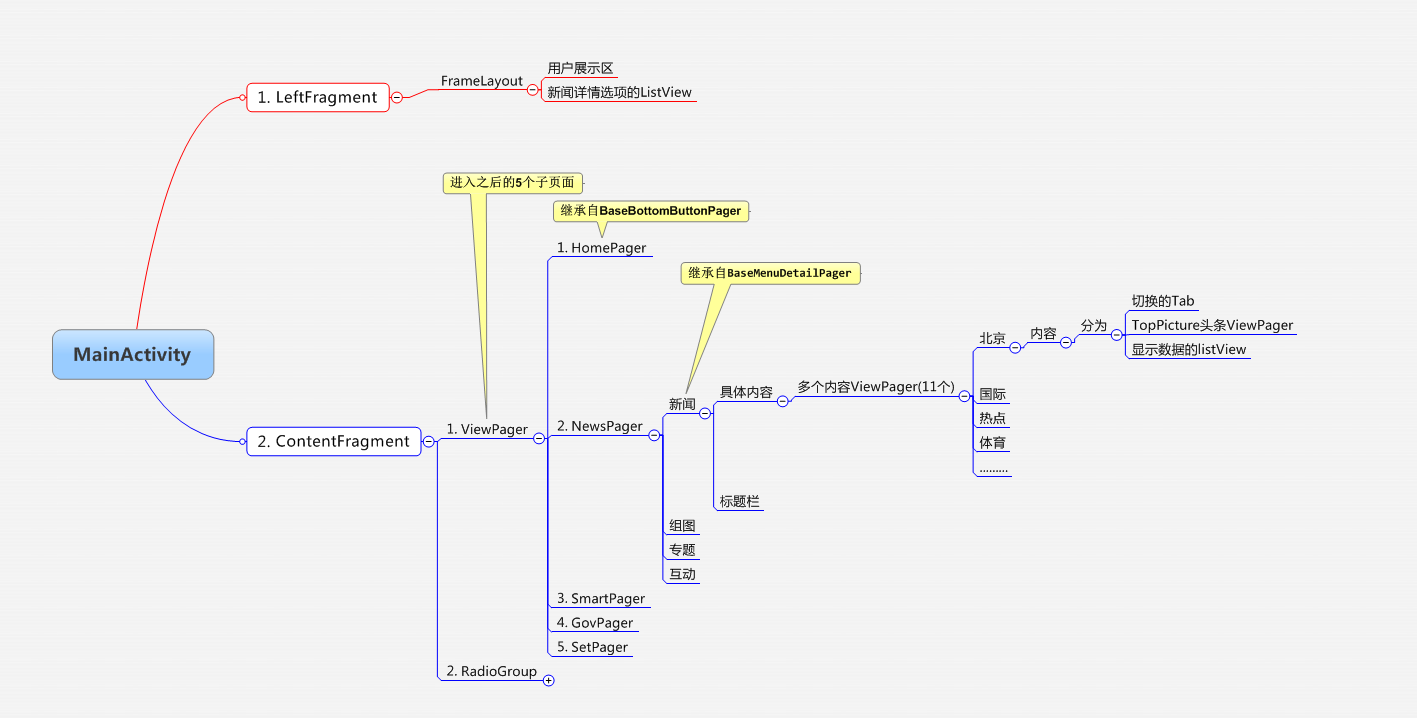 MainActivity
1. LeftFragment
FrameLayout
用户展示区
新闻详情选项的ListView
2. ContentFragment
进入之后的5个子页面
1. ViewPager
继承自BaseBottomButtonPager
1. HomePager
2. NewsPager
继承自BaseMenuDetailPager
新闻
具体内容
多个内容ViewPager(11个)
北京
内容
分为
切换的Tab
TopPicture头条ViewPager
显示数据的listView
国际
热点
体育
.........
标题栏
组图
专题
互动
3. SmartPager
4. GovPager
5. SetPager
2. RadioGroup